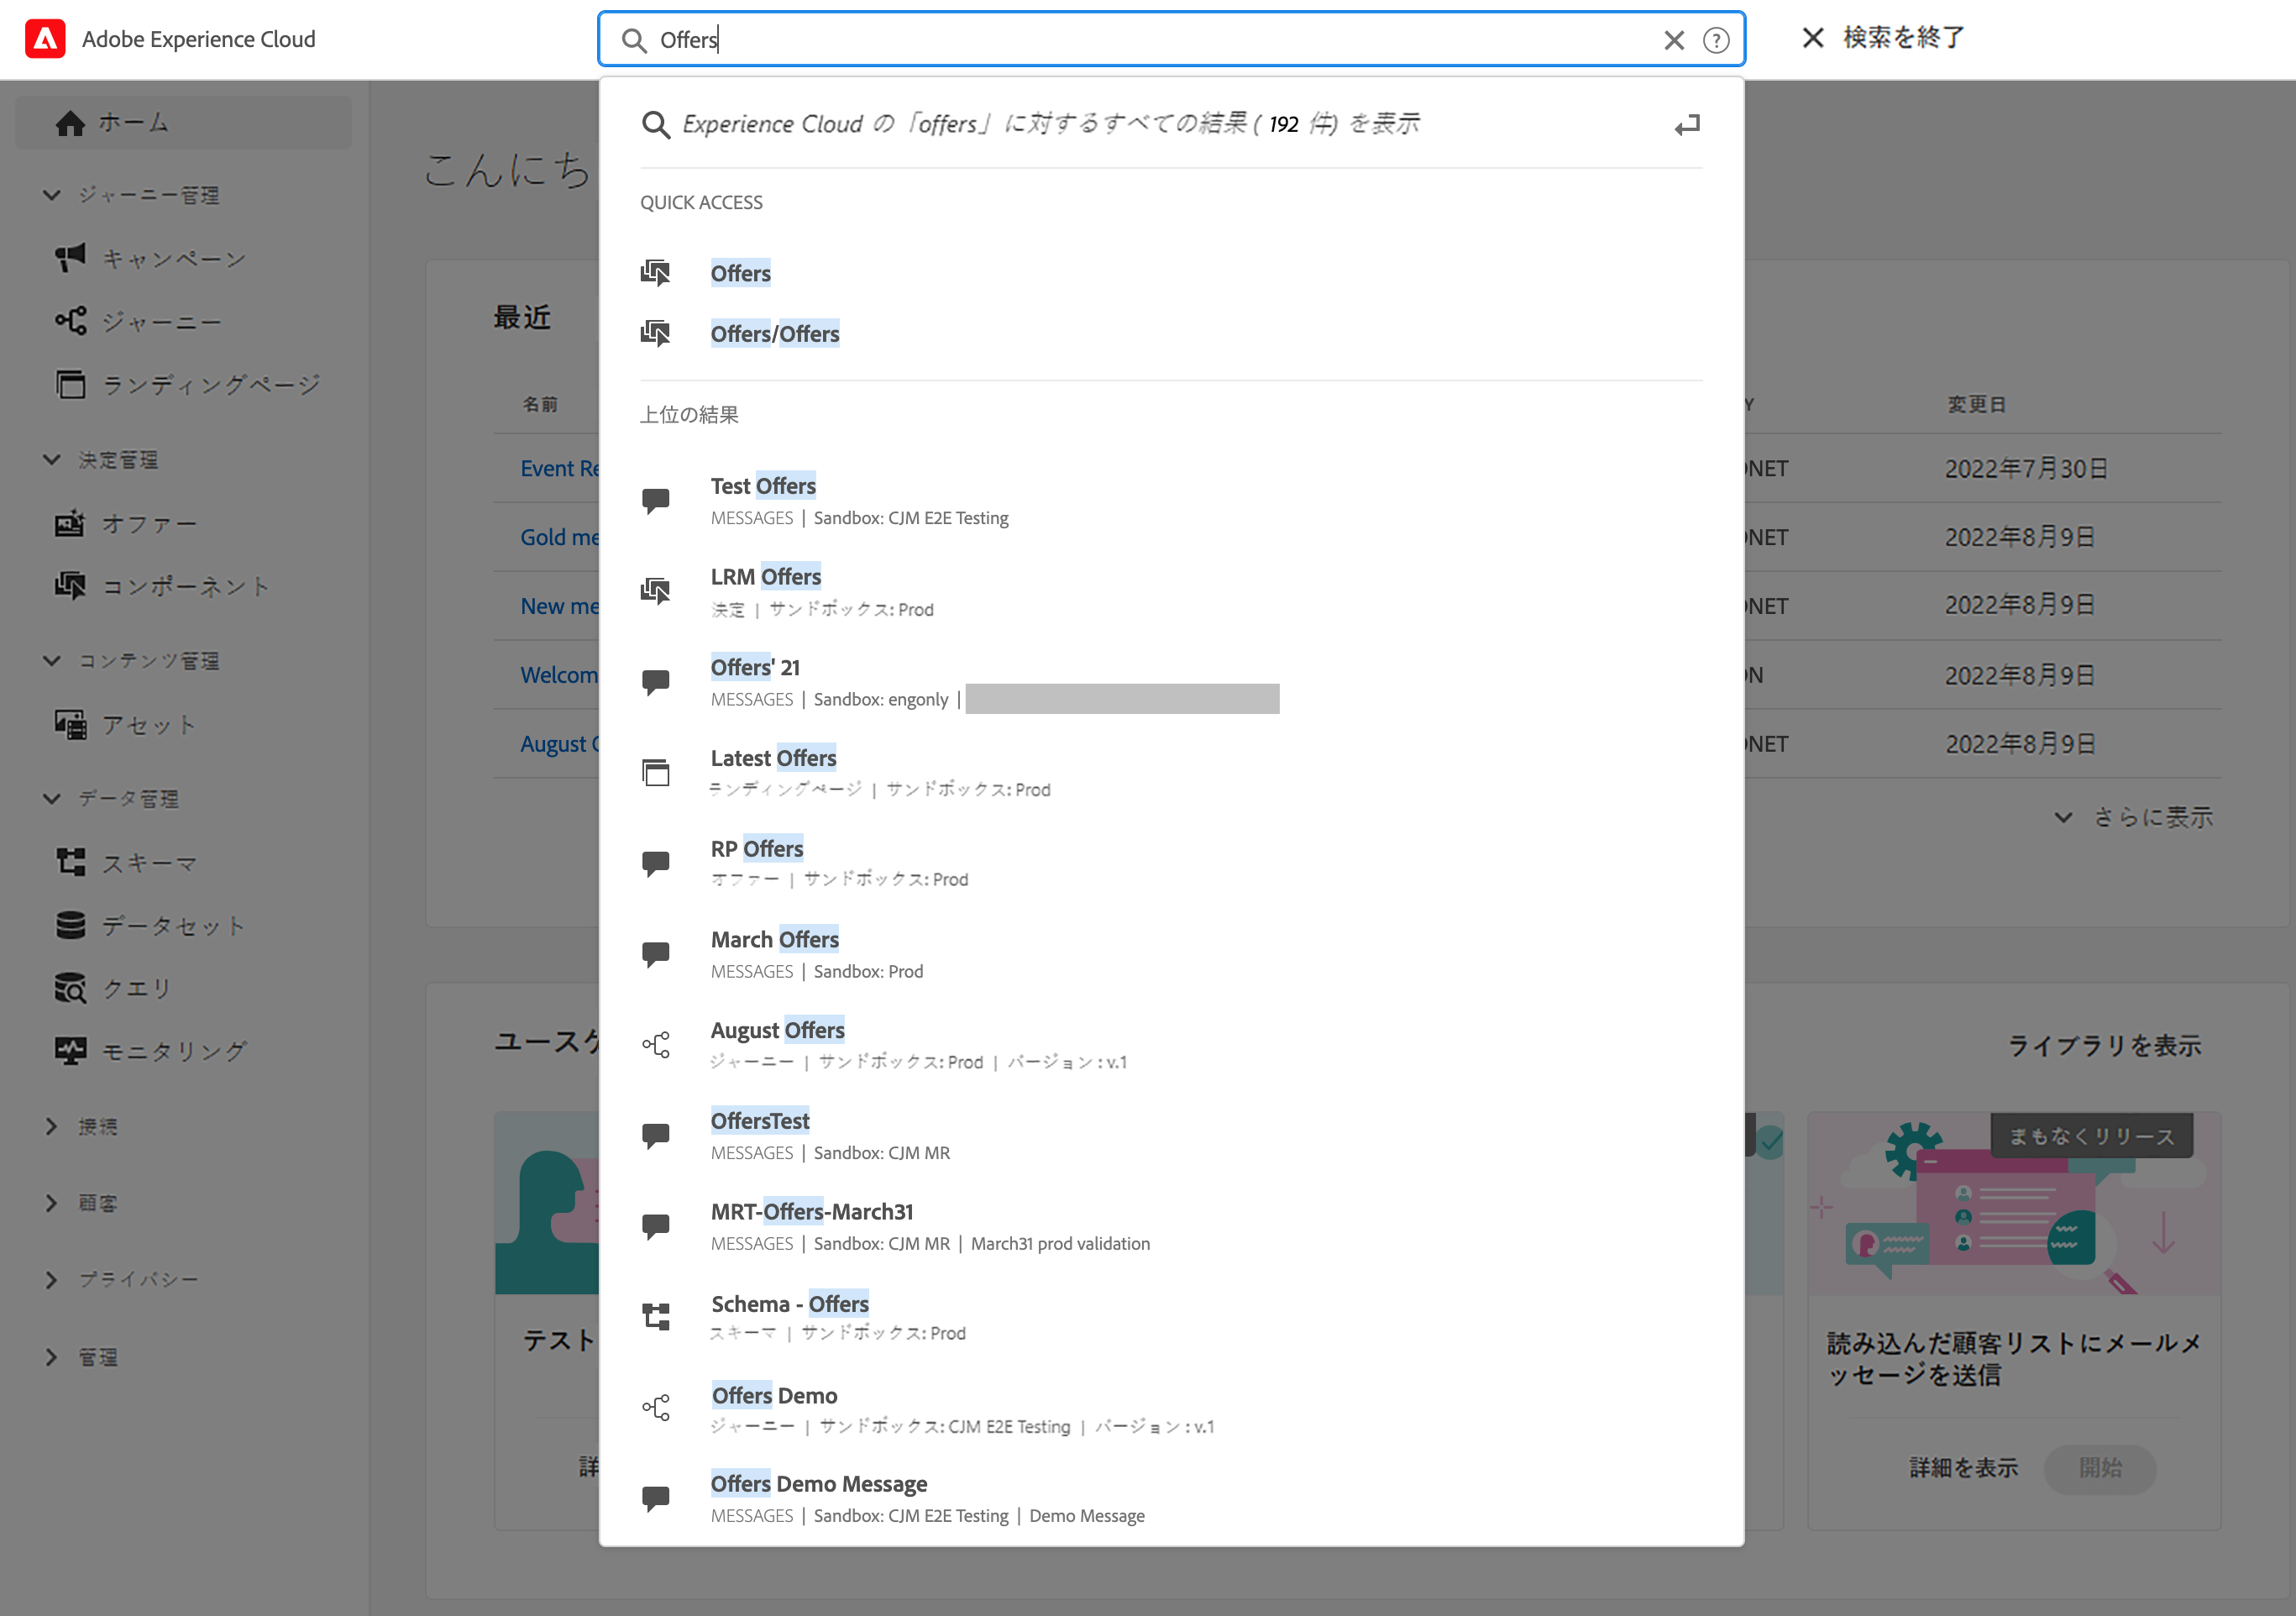 Adobe Experience Cloud
Offers
検索を終了
Experience Cloud の「offers」に対するすべての結果 ( 192 件) を表示
QUICK ACCESS
Offers
Offers/Offers
上位の結果
Test Offers
MESSAGES | Sandbox: CJM E2E Testing
LRM Offers
決定 | サンドボックス: Prod
Offers' 21
MESSAGES | Sandbox: engonly |
Latest Offers
ランディングページ | サンドボックス: Prod
RP Offers
オファー | サンドボックス: Prod
March Offers
MESSAGES | Sandbox: Prod
August Offers
ジャーニー | サンドボックス: Prod | バージョン : v.1
OffersTest
MESSAGES | Sandbox: CJM MR
MRT-Offers-March31
MESSAGES | Sandbox: CJM MR | March31 prod validation
Schema - Offers
スキーマ | サンドボックス: Prod
Offers Demo
ジャーニー | サンドボックス: CJM E2E Testing | バージョン : v.1
Offers Demo Message
MESSAGES | Sandbox: CJM E2E Testing | Demo Message
ホーム
ジャーニー管理
キャンペーン
ジャーニー
ランディングページ
決定管理
オファー
コンポーネント
コンテンツ管理
アセット
データ管理
スキーマ
データセット
クエリ
モニタリング
接続
顧客
プライバシー
管理
こんにち
最近
名前
Y
変更日
Event Re
NET
2022年7月30日
Gold me
NET
2022年8月9日
New me
NET
2022年8月9日
Welcom
N
2022年8月9日
August
NET
2022年8月9日
さらに表示
ユースケ
ライブラリを表示
まもなくリリース
テスト
読み込んだ顧客リストにメールメ
ッセージを送信
詳
詳細を表示
開始